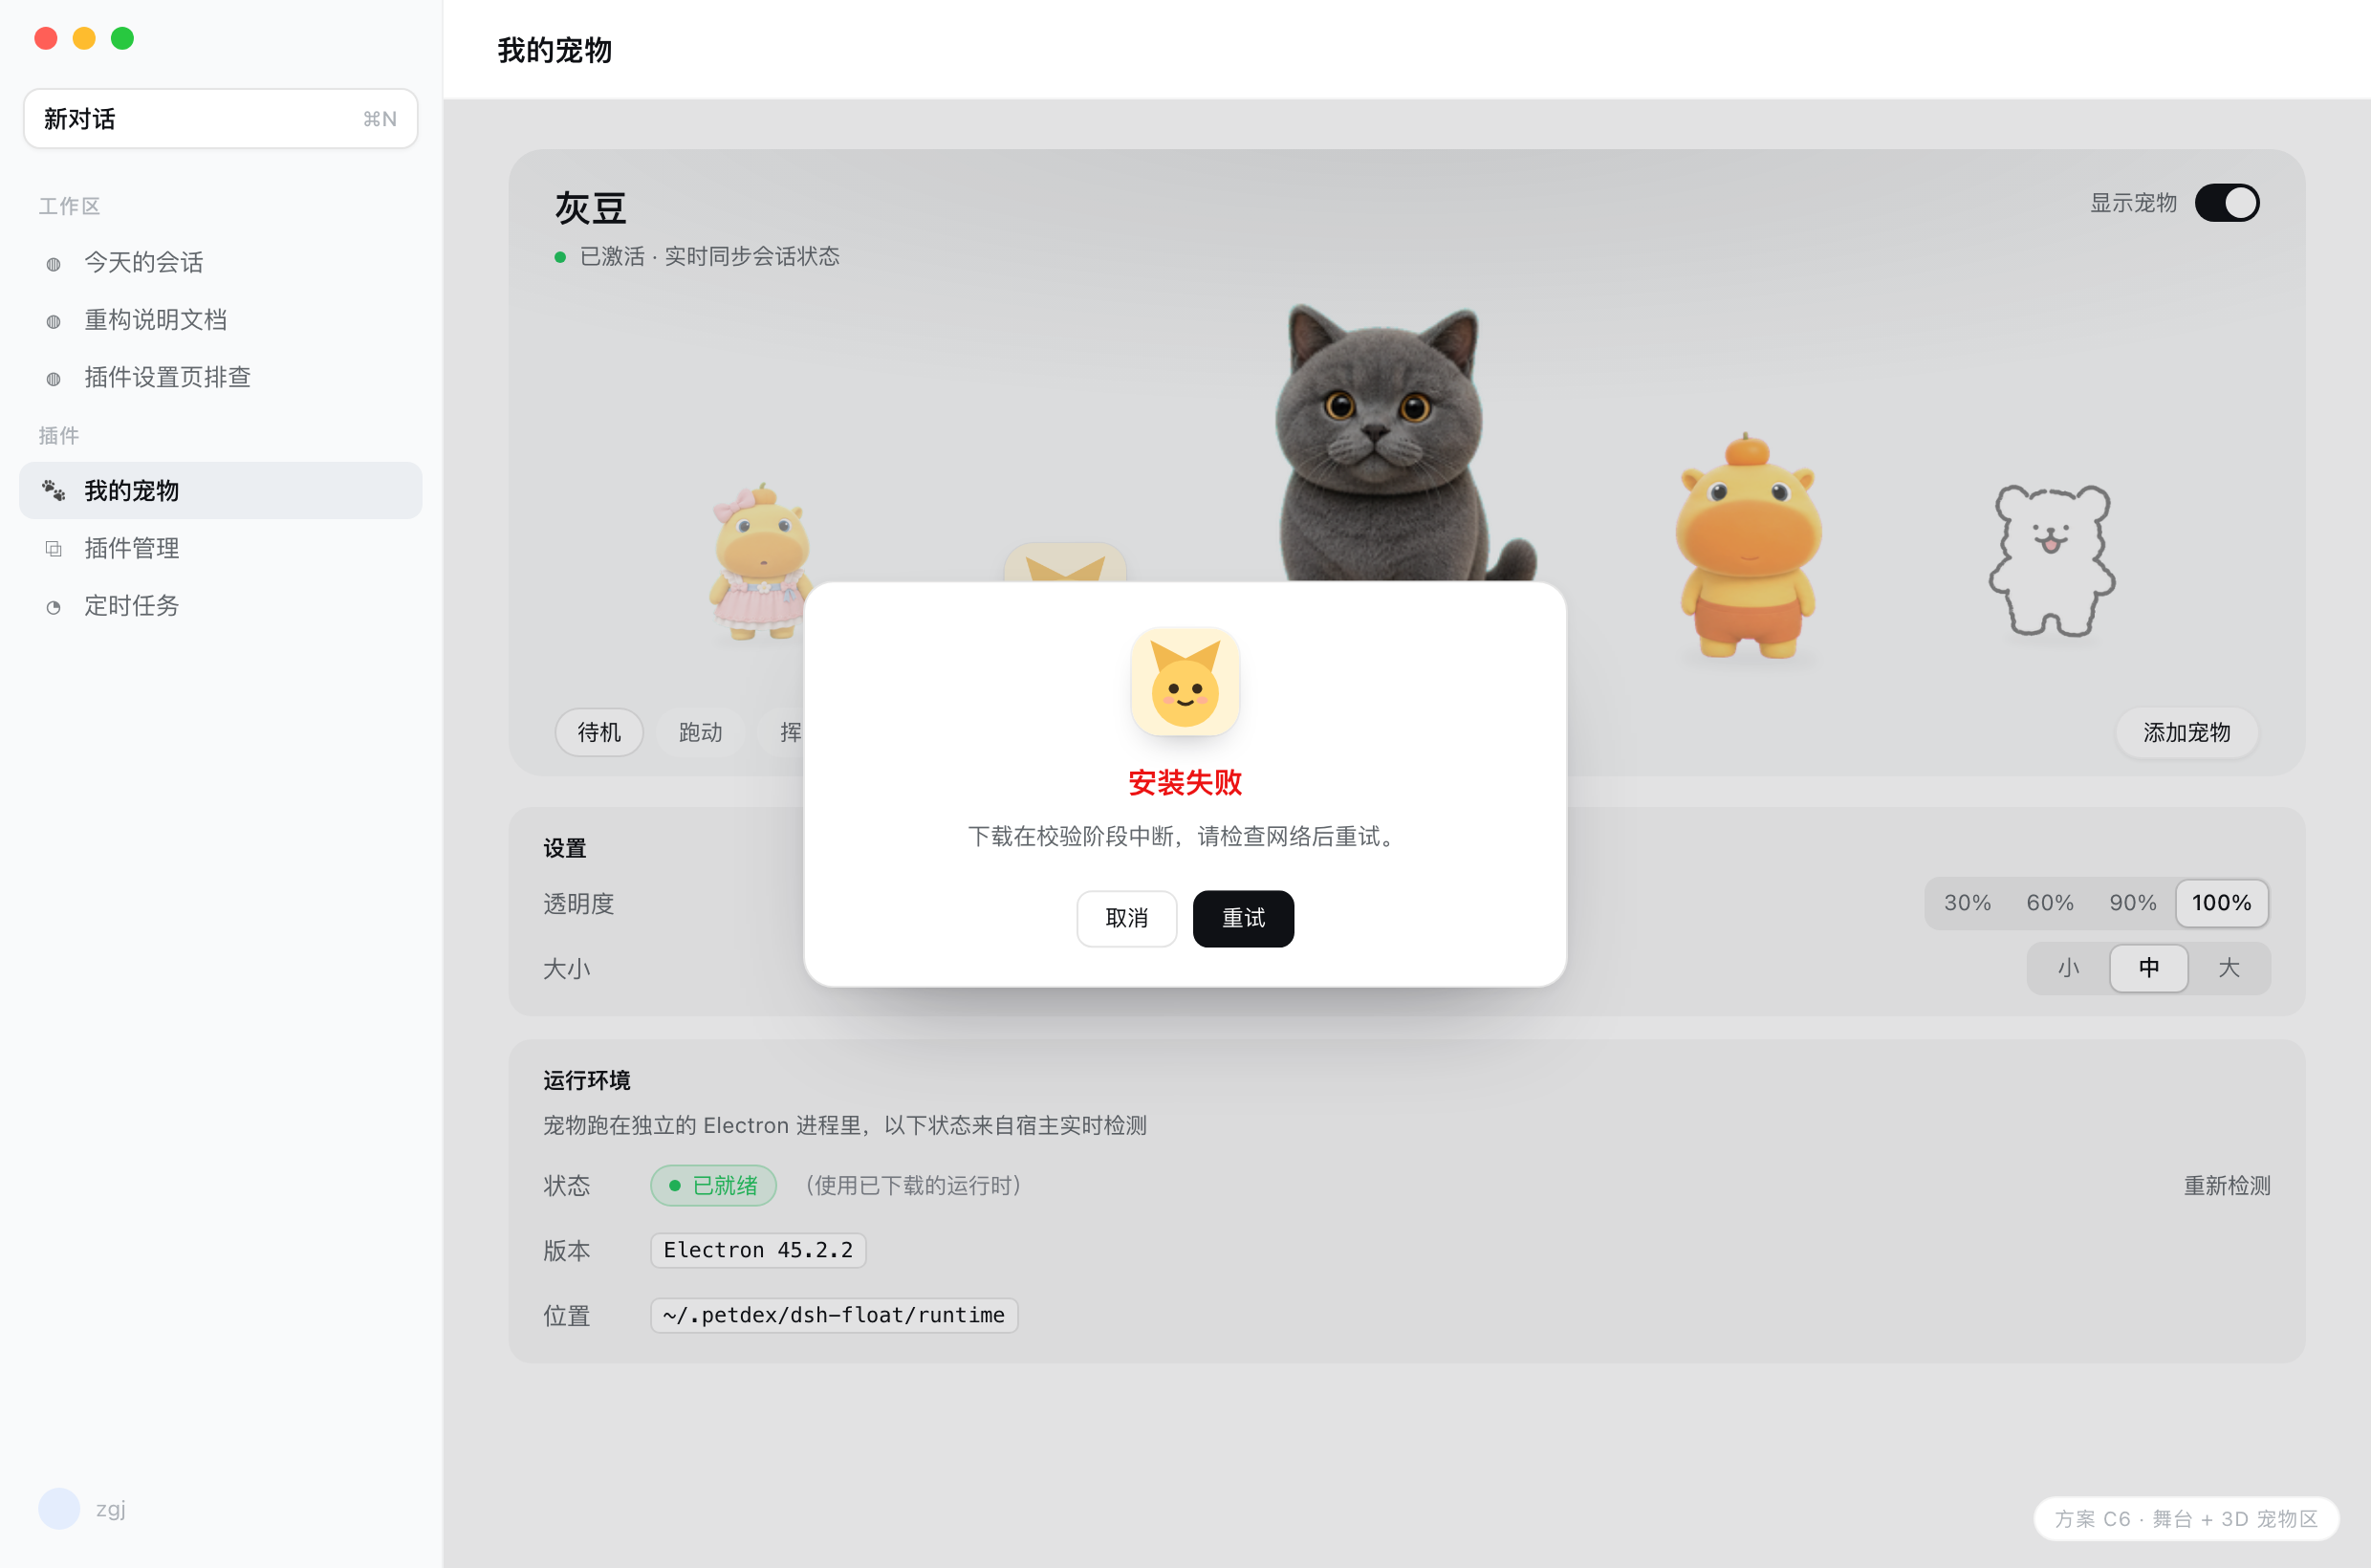 我的宠物
新对话 ⌘N
工作区
今天的会话
重构说明文档
插件设置页排查
插件
我的宠物
插件管理
定时任务
zgj
灰豆
已激活 · 实时同步会话状态
显示宠物
待机 跑动 挥
添加宠物
安装失败
下载在校验阶段中断，请检查网络后重试。
取消 重试
设置
透明度 30% 60% 90% 100%
大小 小 中 大
运行环境
宠物跑在独立的 Electron 进程里，以下状态来自宿主实时检测
状态 已就绪 （使用已下载的运行时） 重新检测
版本 Electron 45.2.2
位置 ~/.petdex/dsh-float/runtime
方案 C6 · 舞台 + 3D 宠物区